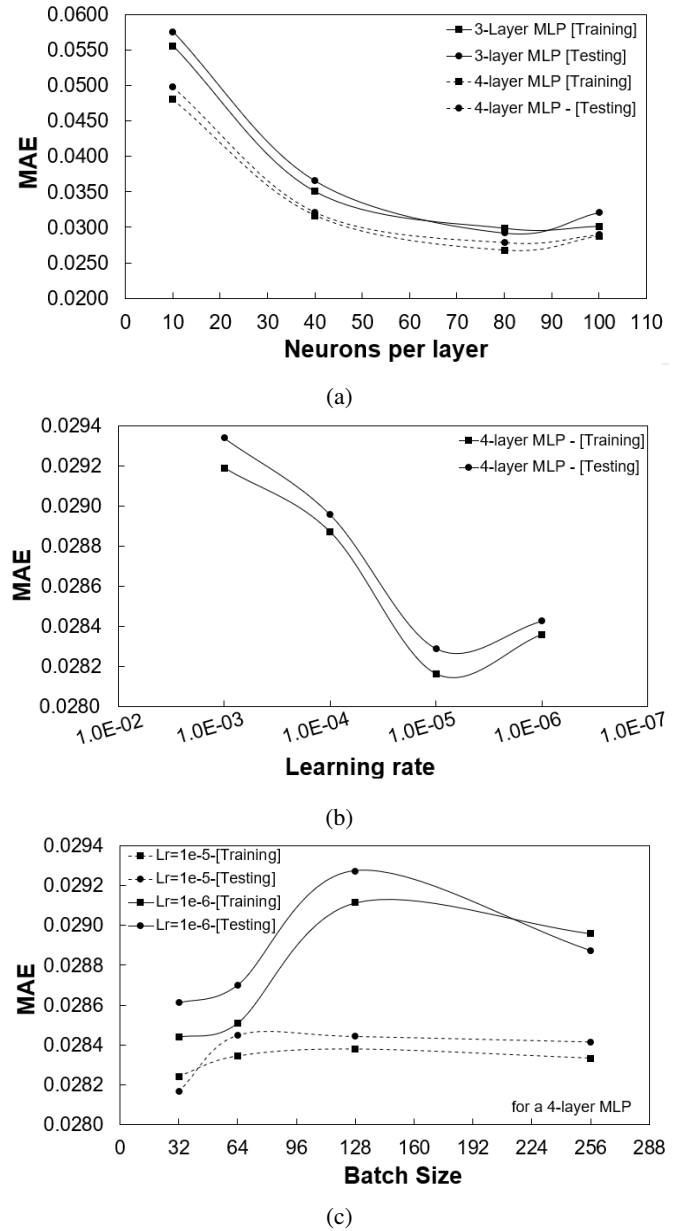 0.0600
0.0550
0.0500
0.0450
0.0400
0.0350
0.0300
0.0250
0.0200
MAE
3-Layer MLP [Training]
3-layer MLP [Testing]
4-layer MLP [Training]
4-layer MLP - [Testing]
0 10 20 30 40 50 60 70 80 90 100 110
Neurons per layer
(a)
0.0294
0.0292
0.0290
0.0288
0.0286
0.0284
0.0282
0.0280
MAE
4-layer MLP - [Training]
4-layer MLP - [Testing]
1.0E-02 1.0E-03 1.0E-04 1.0E-05 1.0E-06 1.0E-07
Learning rate
(b)
0.0294
0.0292
0.0290
0.0288
0.0286
0.0284
0.0282
0.0280
MAE
Lr=1e-5-[Training]
Lr=1e-5-[Testing]
Lr=1e-6-[Training]
Lr=1e-6-[Testing]
for a 4-layer MLP
0 32 64 96 128 160 192 224 256 288
Batch Size
(c)